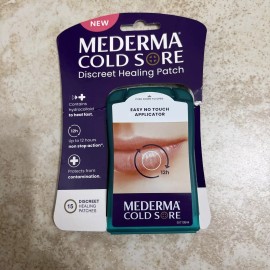 NEW
MEDERMA
COLD SORE
Discreet Healing Patch
Contains
hydrocolloid
to heal fast.
EASY NO TOUCH
APPLICATOR
12h
Up to 12 hours
non stop action*.
12h
Protects from
contamination.
MEDERMA
COLD SORE
15
DISCREET
HEALING
PATCHES